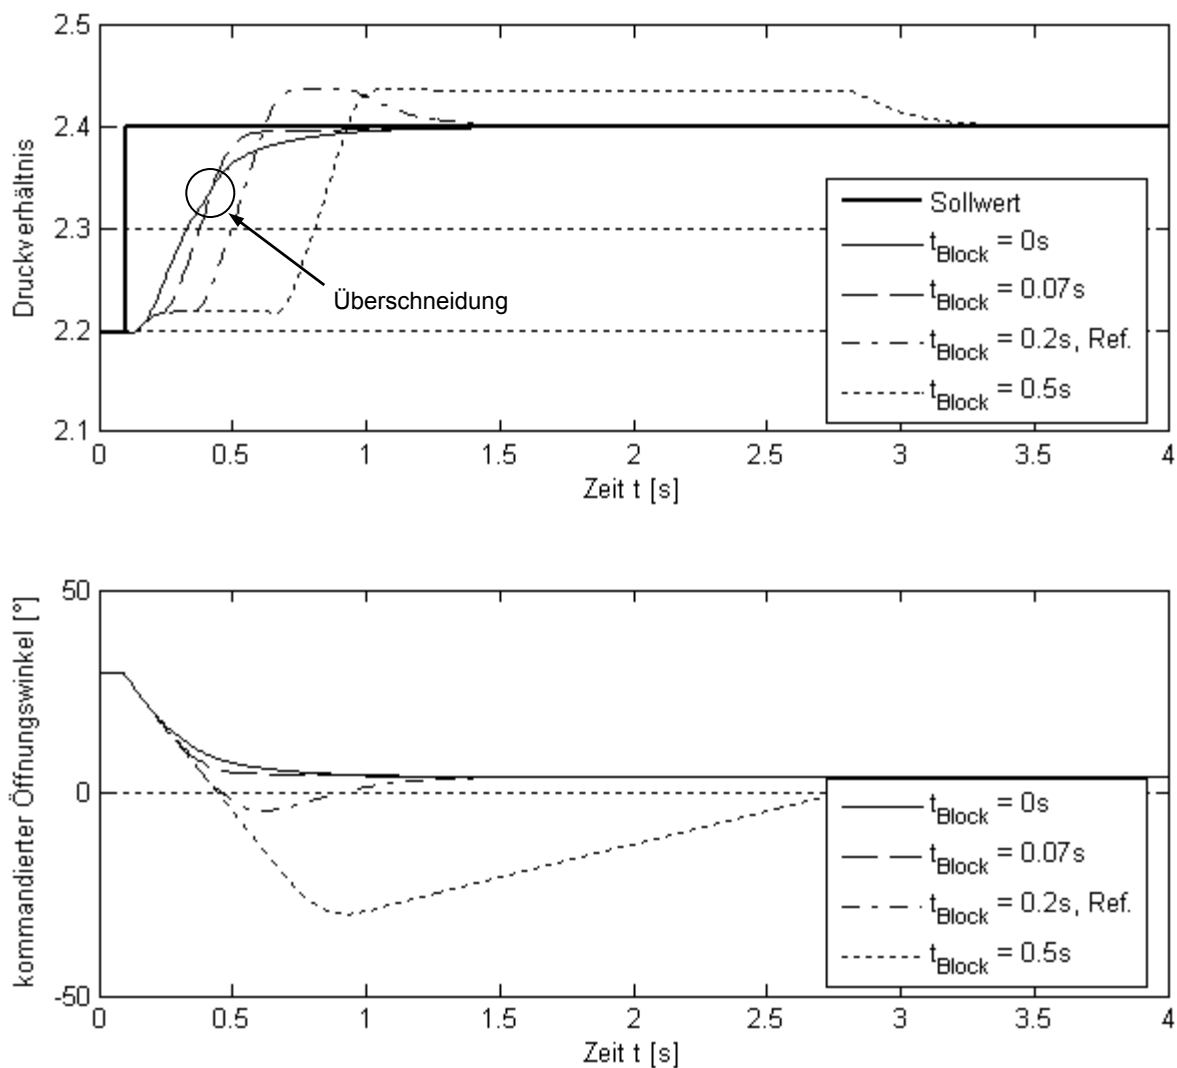 2.5
2.4
2.3
2.2
2.1
Druckverhältnis
Überschneidung
Sollwert
t_Block = 0s
t_Block = 0.07s
t_Block = 0.2s, Ref.
t_Block = 0.5s
0 0.5 1 1.5 2 2.5 3 3.5 4
Zeit t [s]
50
0
-50
kommandierter Öffnungswinkel [°]
t_Block = 0s
t_Block = 0.07s
t_Block = 0.2s, Ref.
t_Block = 0.5s
0 0.5 1 1.5 2 2.5 3 3.5 4
Zeit t [s]